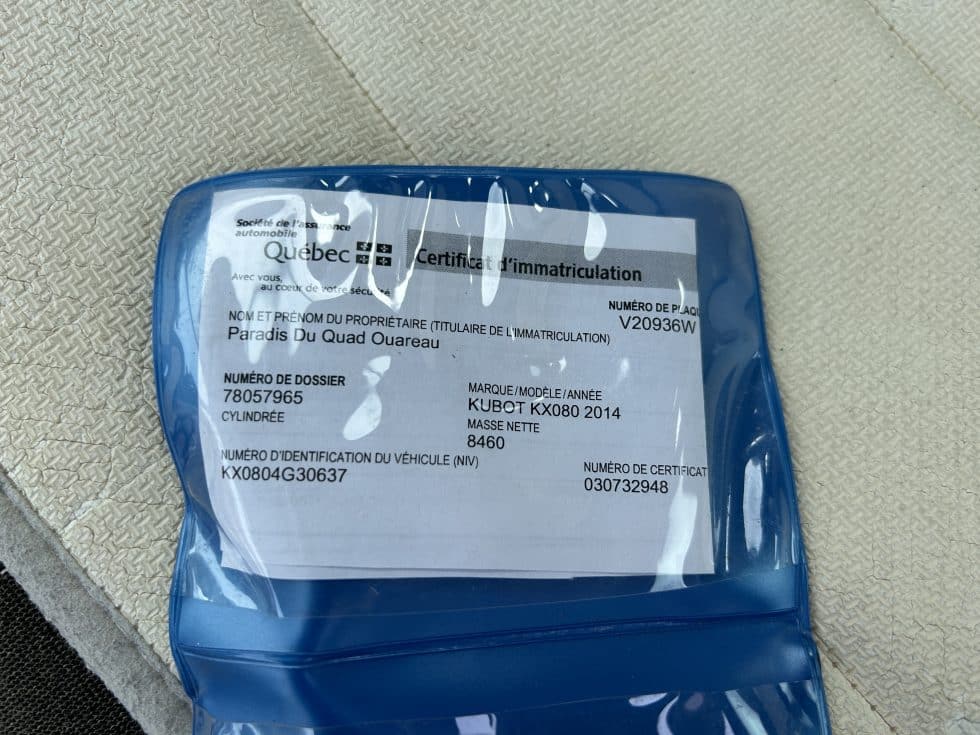 Société de l'assurance
automobile
Québec
Certificat d'immatriculation
Avec vous,
au cœur de votre sécurité
NUMÉRO DE PLAQU
V20936W
NOM ET PRÉNOM DU PROPRIÉTAIRE (TITULAIRE DE L'IMMATRICULATION)
Paradis Du Quad Ouareau
NUMÉRO DE DOSSIER
78057965
CYLINDRÉE
MARQUE/MODÈLE/ANNÉE
KUBOT KX080 2014
MASSE NETTE
8460
NUMÉRO D'IDENTIFICATION DU VÉHICULE (NIV)
KX0804G30637
NUMÉRO DE CERTIFICAT
030732948